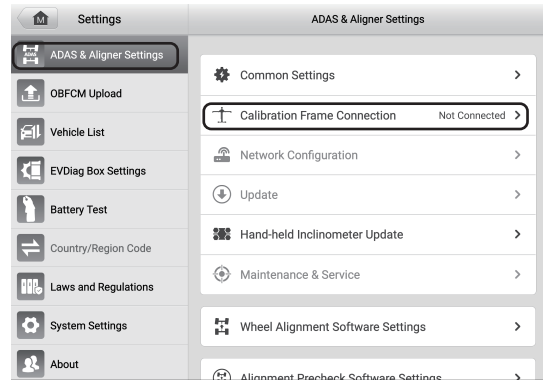 M
Settings
ADAS & Aligner Settings
ADAS
ADAS & Aligner Settings
OBFCM Upload
Vehicle List
EVDiag Box Settings
Battery Test
Country/Region Code
Laws and Regulations
System Settings
About
Common Settings
Calibration Frame Connection Not Connected
Network Configuration
Update
Hand-held Inclinometer Update
Maintenance & Service
Wheel Alignment Software Settings
Alignment Precheck Software Settings